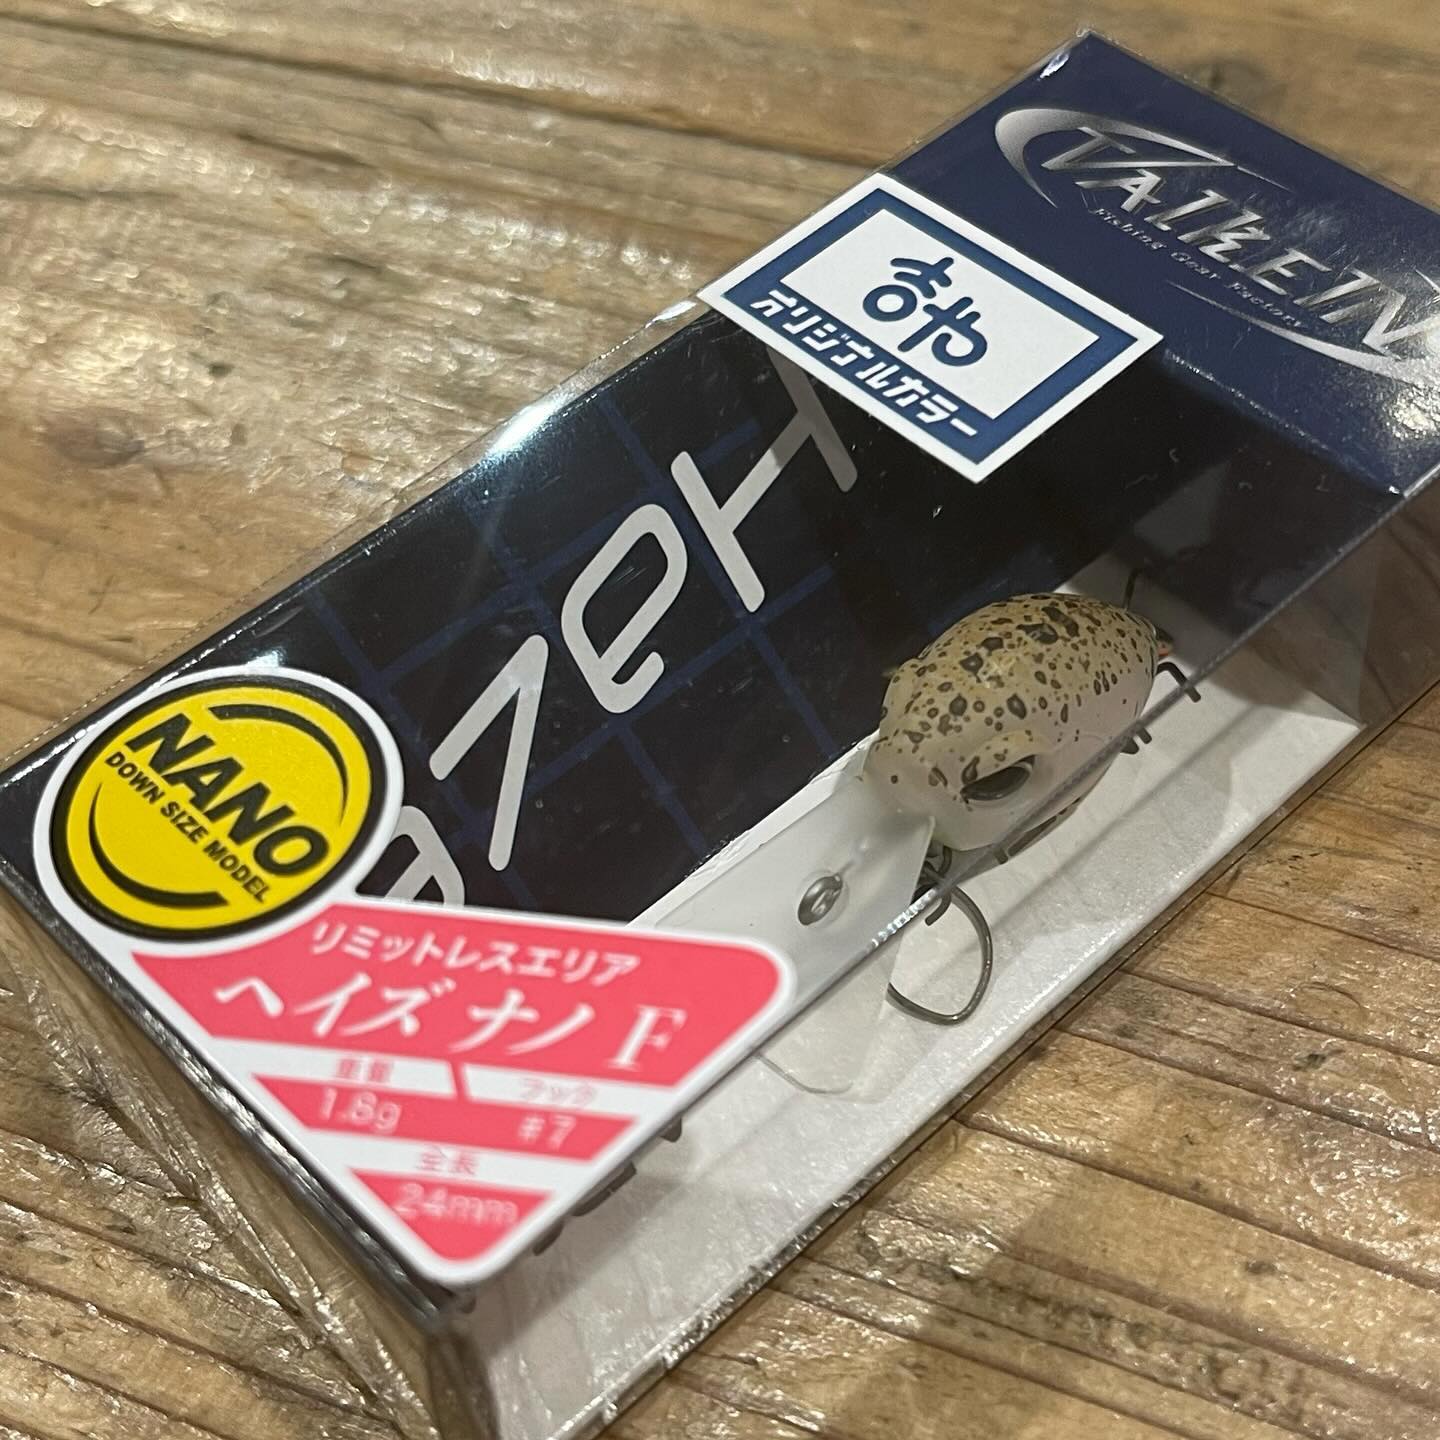 VALKEIN
Fishing Gear Factory
まや
オリジナルカラー
Haze
NANO
DOWN SIZE MODEL
リミットレスエリア
ヘイズ ナノ F
重量 フック
1.8g #7
全長
24mm